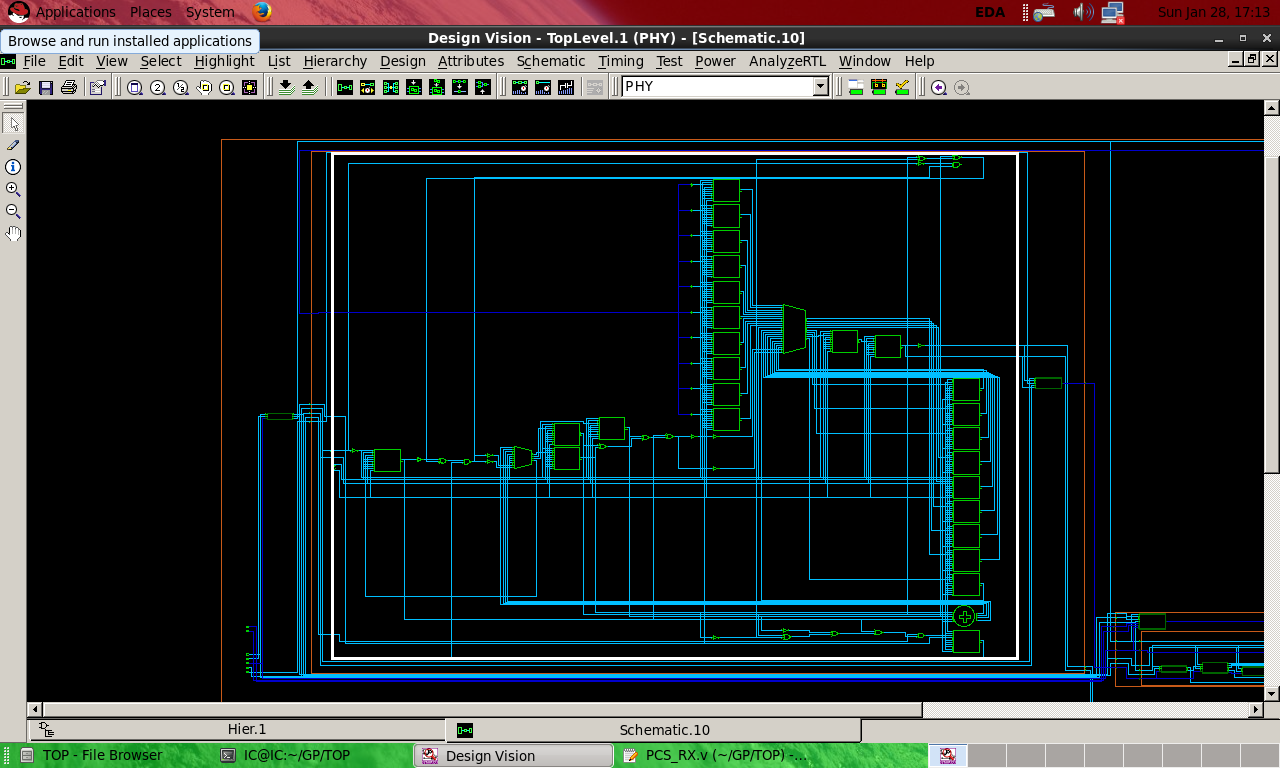 Applications Places System EDA Sun Jan 28, 17:13
Browse and run installed applications
Design Vision - TopLevel.1 (PHY) - [Schematic.10]
File Edit View Select Highlight List Hierarchy Design Attributes Schematic Timing Test Power AnalyzeRTL Window Help
PHY
Hier.1 Schematic.10
TOP - File Browser IC@IC:~/GP/TOP Design Vision PCS_RX.v (~/GP/TOP) -...